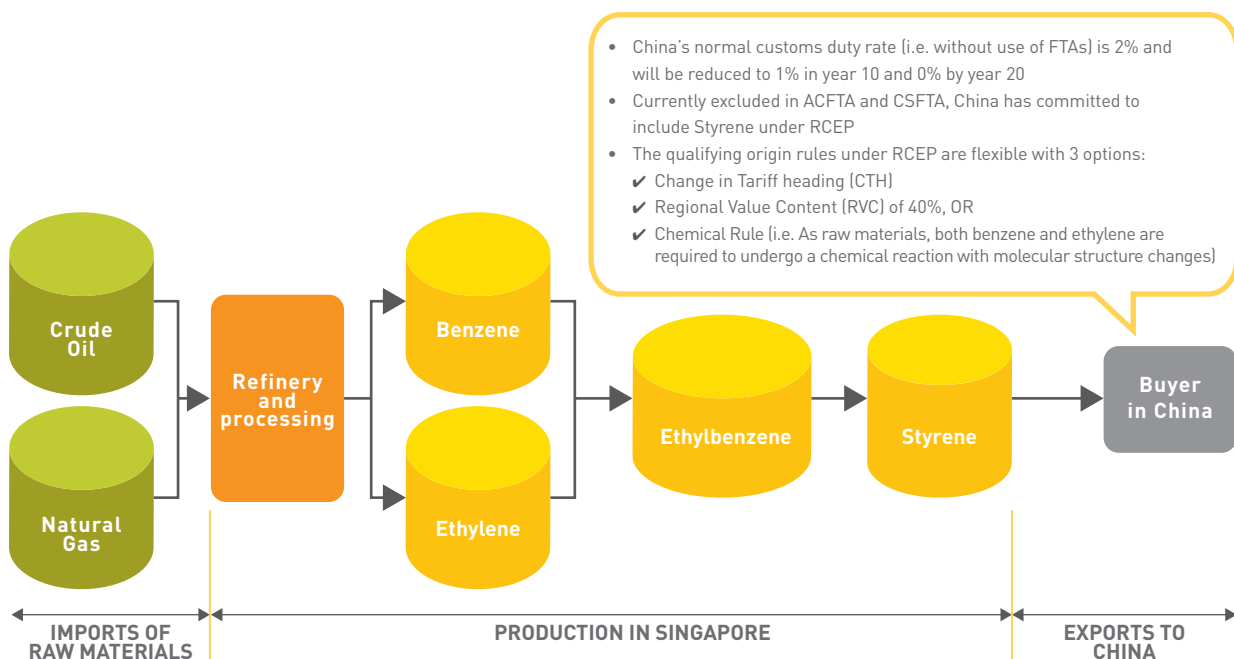 • China's normal customs duty rate (i.e. without use of FTAs) is 2% and
will be reduced to 1% in year 10 and 0% by year 20
• Currently excluded in ACFTA and CSFTA, China has committed to
include Styrene under RCEP
• The qualifying origin rules under RCEP are flexible with 3 options:
✔ Change in Tariff heading (CTH)
✔ Regional Value Content (RVC) of 40%, OR
✔ Chemical Rule (i.e. As raw materials, both benzene and ethylene are
required to undergo a chemical reaction with molecular structure changes)
Crude
Oil
Natural
Gas
Refinery
and
processing
Benzene
Ethylene
Ethylbenzene
Styrene
Buyer
in China
IMPORTS OF
RAW MATERIALS
PRODUCTION IN SINGAPORE
EXPORTS TO
CHINA